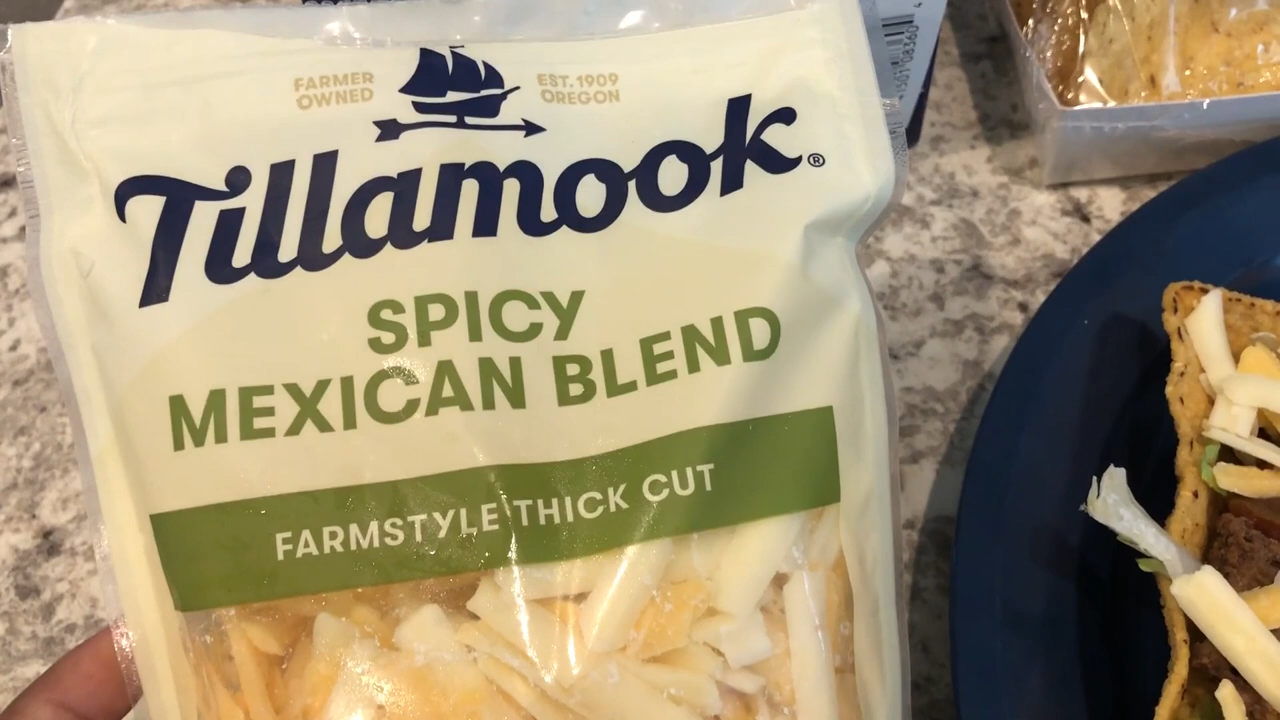 FARMER
OWNED
EST. 1909
OREGON
Tillamook®
SPICY
MEXICAN BLEND
FARMSTYLE THICK CUT